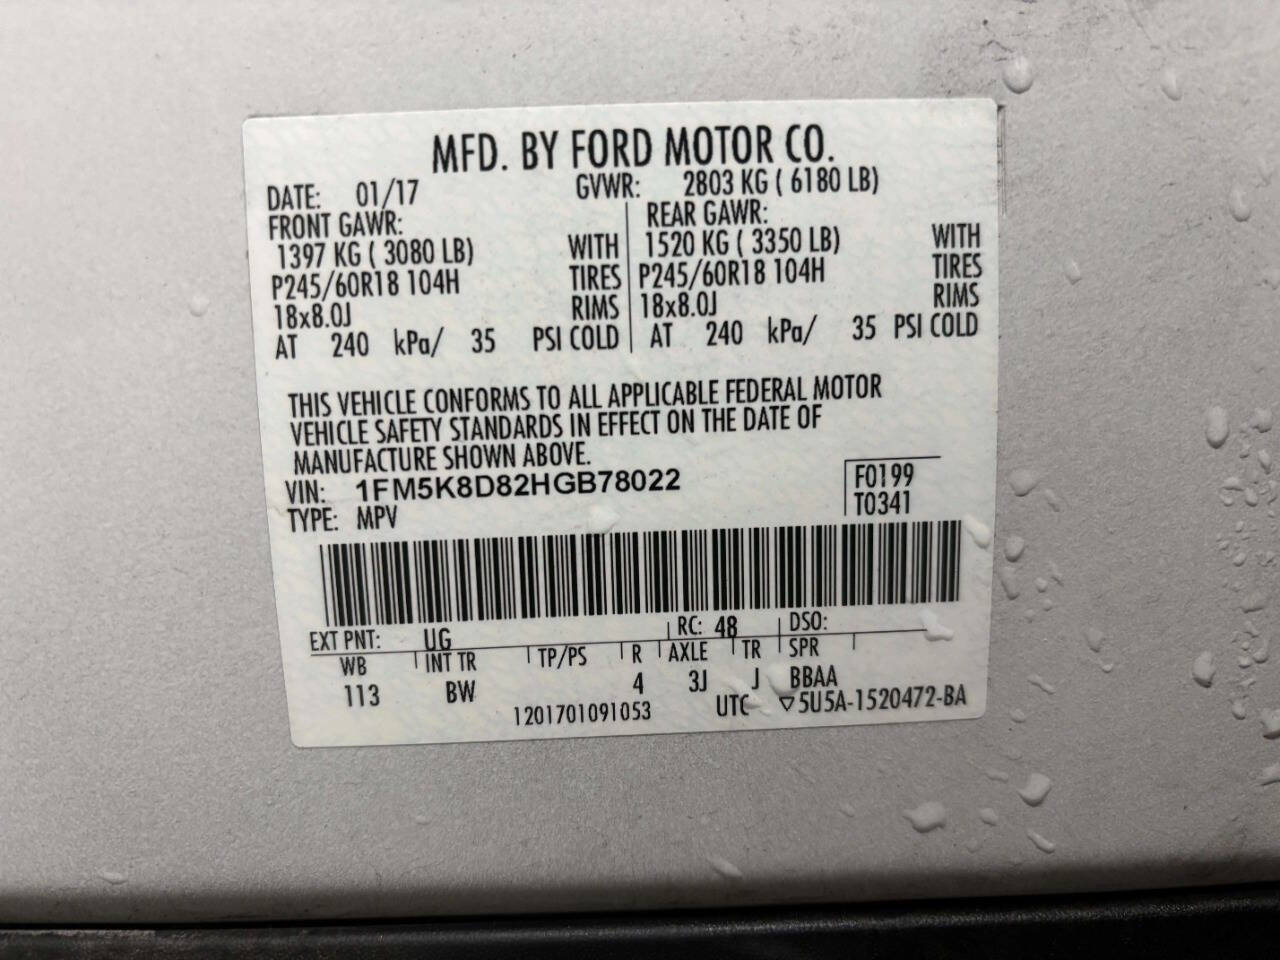 MFD. BY FORD MOTOR CO.
DATE: 01/17 GVWR: 2803 KG ( 6180 LB)
FRONT GAWR: REAR GAWR:
1397 KG ( 3080 LB) WITH 1520 KG ( 3350 LB) WITH
P245/60R18 104H TIRES P245/60R18 104H TIRES
18x8.0J RIMS 18x8.0J RIMS
AT 240 kPa/ 35 PSI COLD AT 240 kPa/ 35 PSI COLD
THIS VEHICLE CONFORMS TO ALL APPLICABLE FEDERAL MOTOR
VEHICLE SAFETY STANDARDS IN EFFECT ON THE DATE OF
MANUFACTURE SHOWN ABOVE.
VIN: 1FM5K8D82HGB78022 F0199
TYPE: MPV T0341
EXT PNT: UG RC: 48 DSO:
WB INT TR TP/PS R AXLE TR SPR
113 BW 4 3J J BBAA
1201701091053 UTC ▽5U5A-1520472-BA